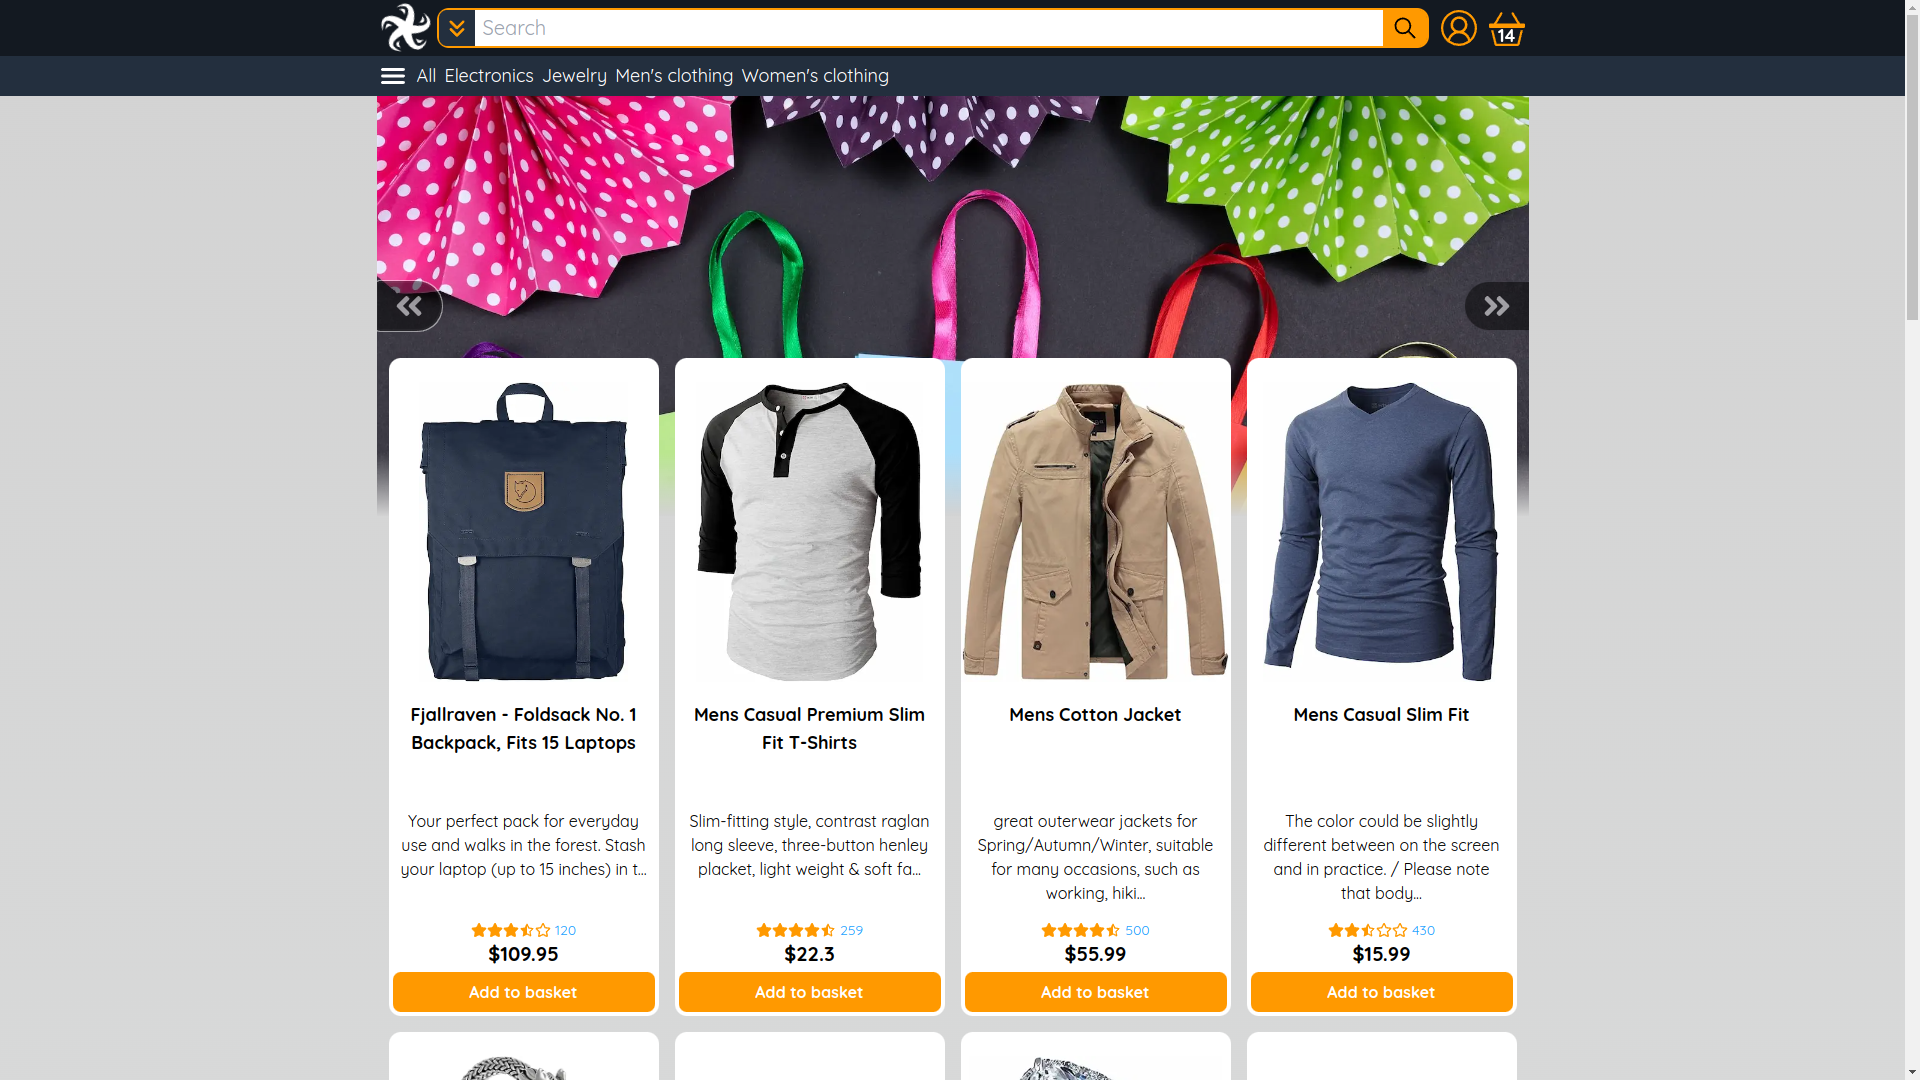 Search
14
All Electronics Jewelry Men's clothing Women's clothing
Fjallraven - Foldsack No. 1
Backpack, Fits 15 Laptops
Your perfect pack for everyday
use and walks in the forest. Stash
your laptop (up to 15 inches) in t...
120
$109.95
Add to basket
Mens Casual Premium Slim
Fit T-Shirts
Slim-fitting style, contrast raglan
long sleeve, three-button henley
placket, light weight & soft fa...
259
$22.3
Add to basket
Mens Cotton Jacket
great outerwear jackets for
Spring/Autumn/Winter, suitable
for many occasions, such as
working, hiki...
500
$55.99
Add to basket
Mens Casual Slim Fit
The color could be slightly
different between on the screen
and in practice. / Please note
that body...
430
$15.99
Add to basket